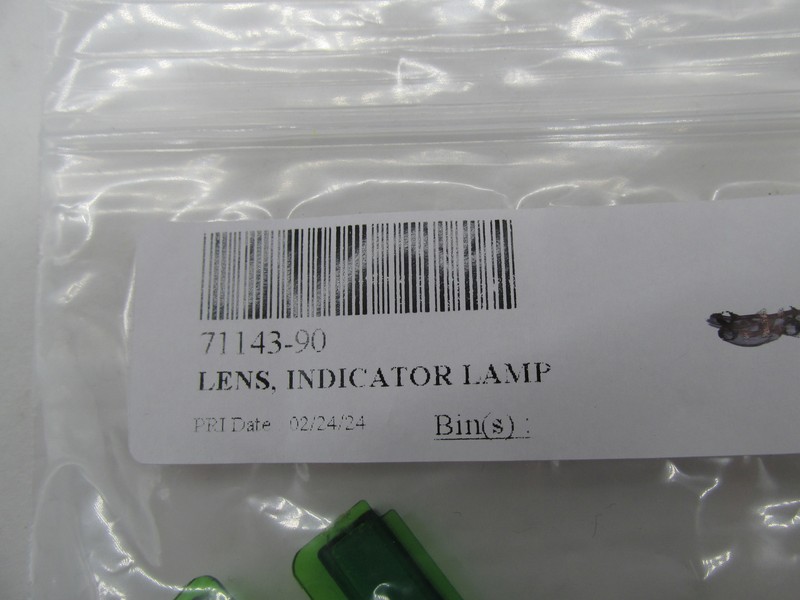 71143-90
LENS, INDICATOR LAMP
PRI Date 02/24/24 Bin(s) :